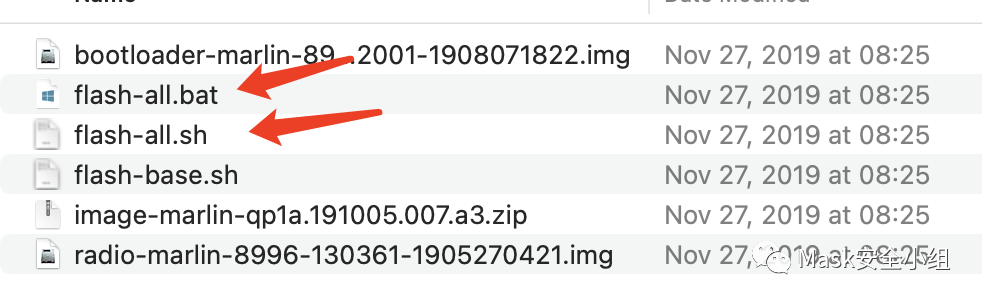 bootloader-marlin-89...2001-1908071822.img Nov 27, 2019 at 08:25
flash-all.bat Nov 27, 2019 at 08:25
flash-all.sh Nov 27, 2019 at 08:25
flash-base.sh Nov 27, 2019 at 08:25
image-marlin-qp1a.191005.007.a3.zip Nov 27, 2019 at 08:25
radio-marlin-8996-130361-1905270421.img Nov 27, 2019 at 08:25
Mask安全小组